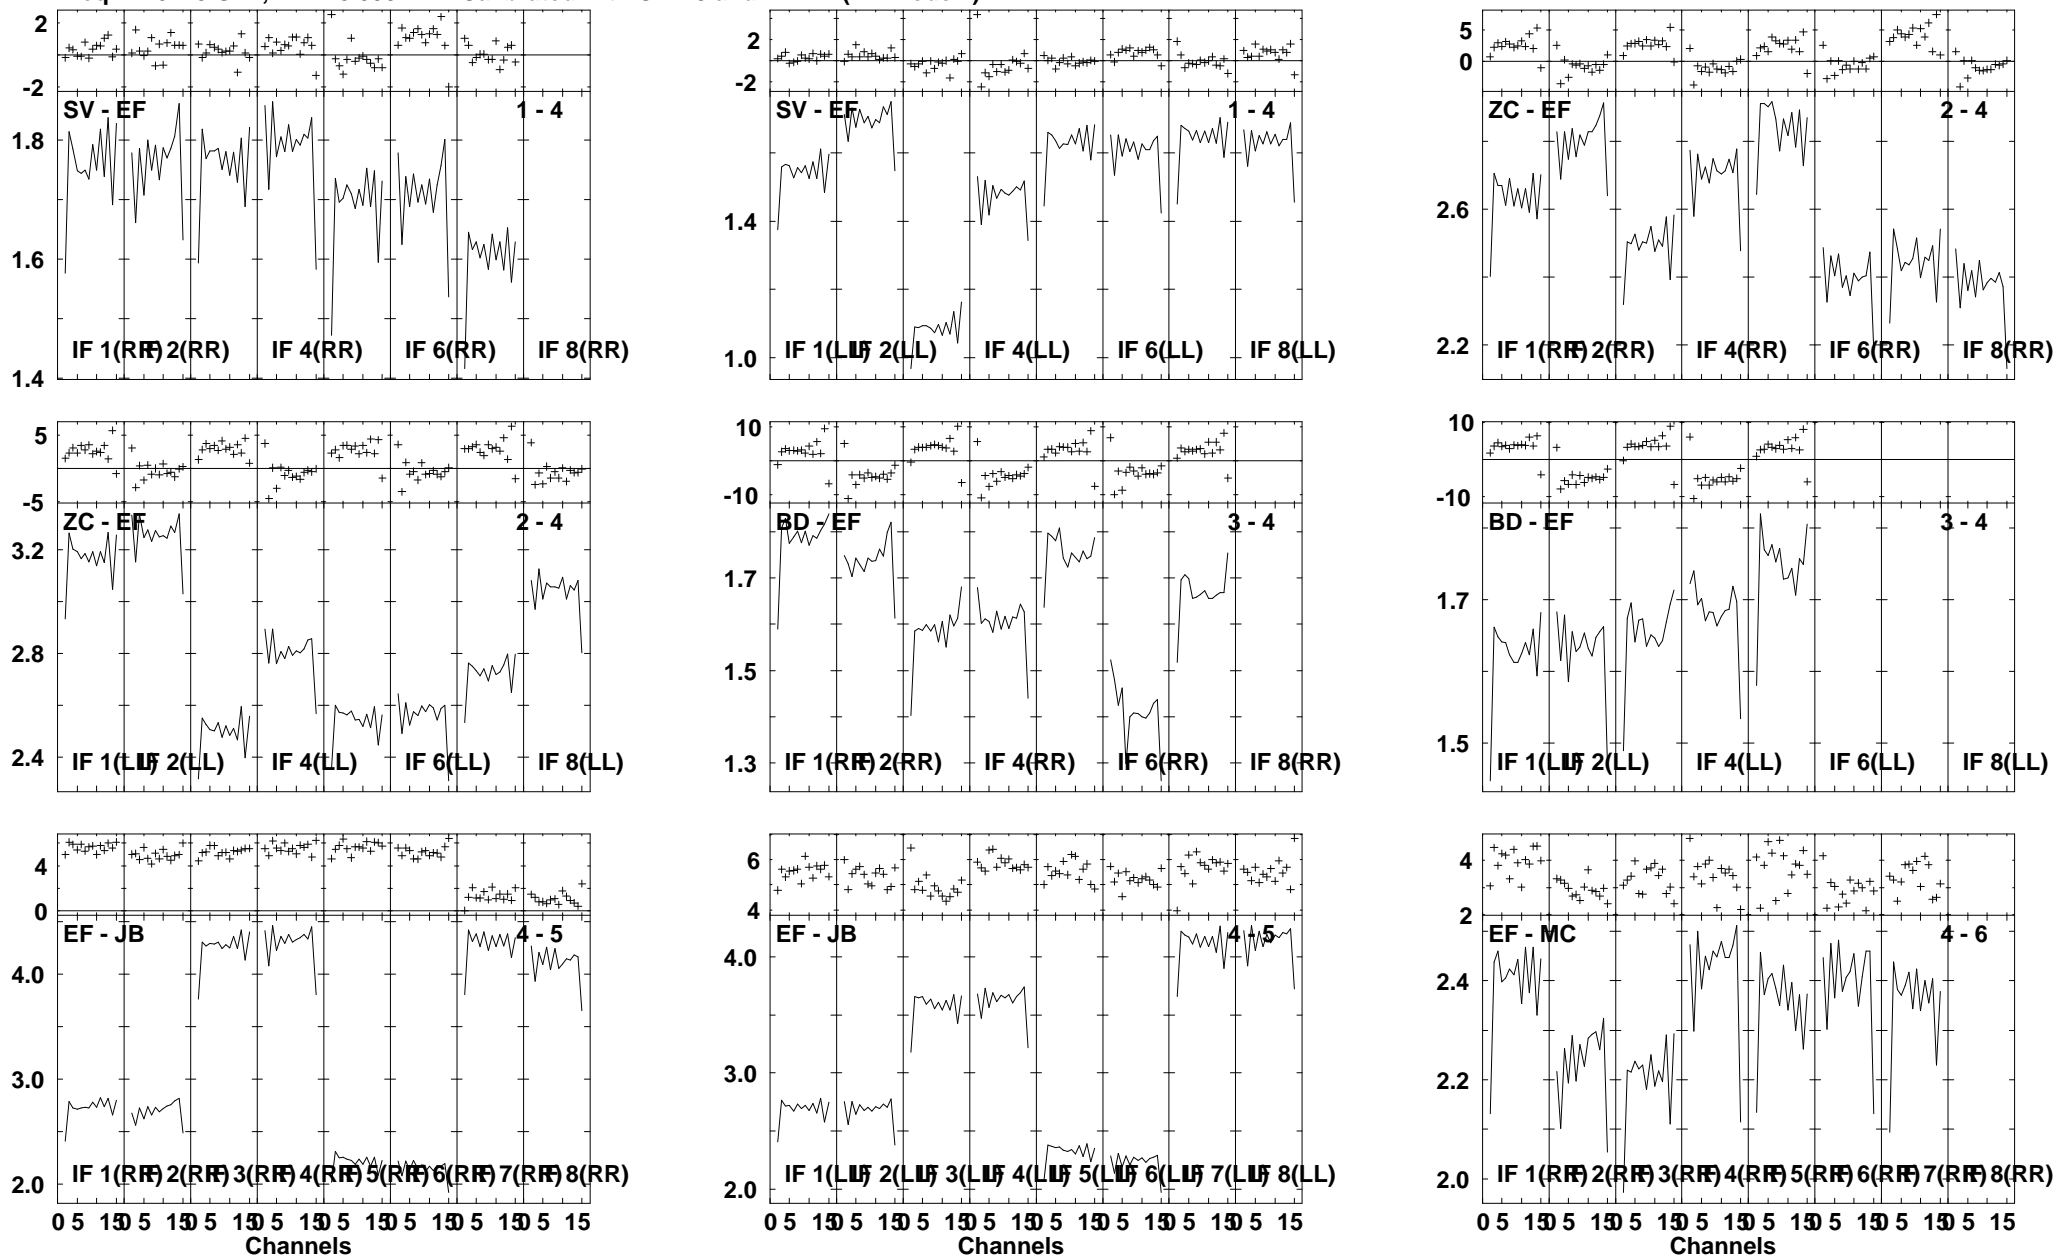 2
-2
SV - EF
1 - 4
1.8
1.6
1.4
IF 1(RR)
IF 2(RR)
IF 4(RR)
IF 6(RR)
IF 8(RR)
2
-2
SV - EF
1 - 4
1.4
1.0
IF 1(LL)
IF 2(LL)
IF 4(LL)
IF 6(LL)
IF 8(LL)
5
0
ZC - EF
2 - 4
2.6
2.2
IF 1(RR)
IF 2(RR)
IF 4(RR)
IF 6(RR)
IF 8(RR)
5
-5
ZC - EF
2 - 4
3.2
2.8
2.4
IF 1(LL)
IF 2(LL)
IF 4(LL)
IF 6(LL)
IF 8(LL)
10
-10
BD - EF
3 - 4
1.7
1.5
1.3
IF 1(RR)
IF 2(RR)
IF 4(RR)
IF 6(RR)
IF 8(RR)
10
-10
BD - EF
3 - 4
1.7
1.5
IF 1(LL)
IF 2(LL)
IF 4(LL)
IF 6(LL)
IF 8(LL)
4
0
EF - JB
4 - 5
4.0
3.0
2.0
IF 1(RR)
IF 2(RR)
IF 3(RR)
IF 4(RR)
IF 5(RR)
IF 6(RR)
IF 7(RR)
IF 8(RR)
0 5 15
0 5 15
0 5 15
0 5 15
0 5 15
0 5 15
0 5 15
0 5 15
Channels
6
4
EF - JB
4 - 5
4.0
3.0
2.0
IF 1(LL)
IF 2(LL)
IF 3(LL)
IF 4(LL)
IF 5(LL)
IF 6(LL)
IF 7(LL)
IF 8(LL)
0 5 15
0 5 15
0 5 15
0 5 15
0 5 15
0 5 15
0 5 15
0 5 15
Channels
4
2
EF - MC
4 - 6
2.4
2.2
2.0
IF 1(RR)
IF 2(RR)
IF 3(RR)
IF 4(RR)
IF 5(RR)
IF 6(RR)
IF 7(RR)
IF 8(RR)
0 5 15
0 5 15
0 5 15
0 5 15
0 5 15
0 5 15
0 5 15
0 5 15
Channels